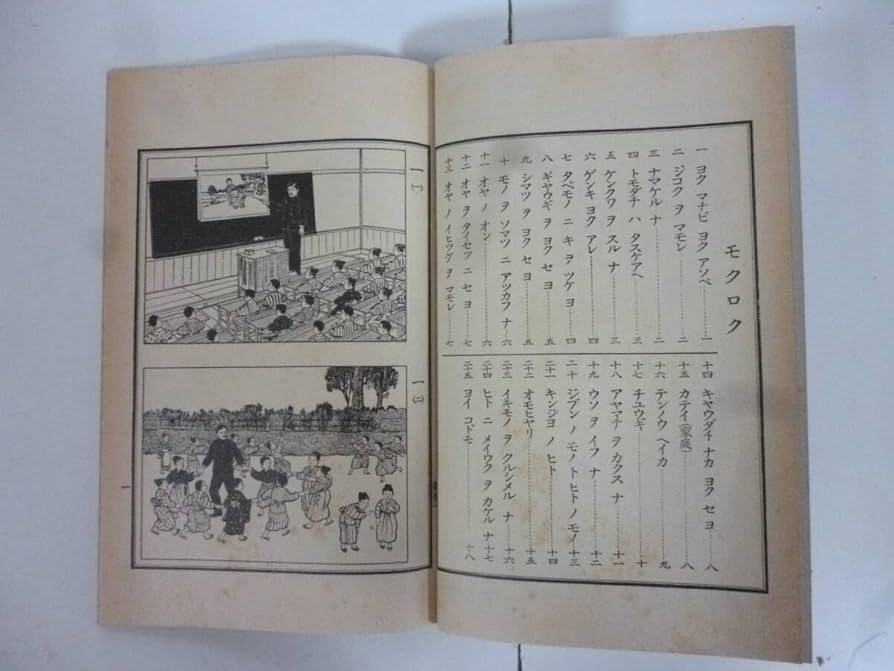 モクロク
一 ヨク マナビ ヨク アソベ………一
二 ジコク ヲ マモレ………二
三 ナマケル ナ………二
四 トモダチ ハ タスケアヘ………三
五 ケンクワ ヲ スル ナ………三
六 ゲンキ ヨク アレ………四
七 タベモノ ニ キ ヲ ツケ ヨ………四
八 ギヤウギ ヲ ヨク セ ヨ………五
九 シマツ ヲ ヨク セ ヨ………五
十 モノ ヲ ソマツ ニ アツカフ ナ………六
十一 オヤ ノ オン………六
十二 オヤ ヲ タイセツ ニ セ ヨ………七
十三 オヤ ノ イヒツケ ヲ マモレ………七
十四 キヤウダイ ナカ ヨク セ ヨ………八
十五 カテイ(家庭)………八
十六 テンノウ ヘイカ………九
十七 チユウギ………十
十八 アヤマチ ヲ カクス ナ………十一
十九 ウソ ヲ イフ ナ………十二
二十 ジブン ノ モノ ト ヒト ノ モノ………十三
二十一 キンジヨ ノ ヒト………十四
二十二 オモヒヤリ………十五
二十三 イキモノ ヲ クルシメル ナ………十六
二十四 ヒト ニ メイワク ヲ カケル ナ………十七
二十五 ヨイ コドモ………十八
一